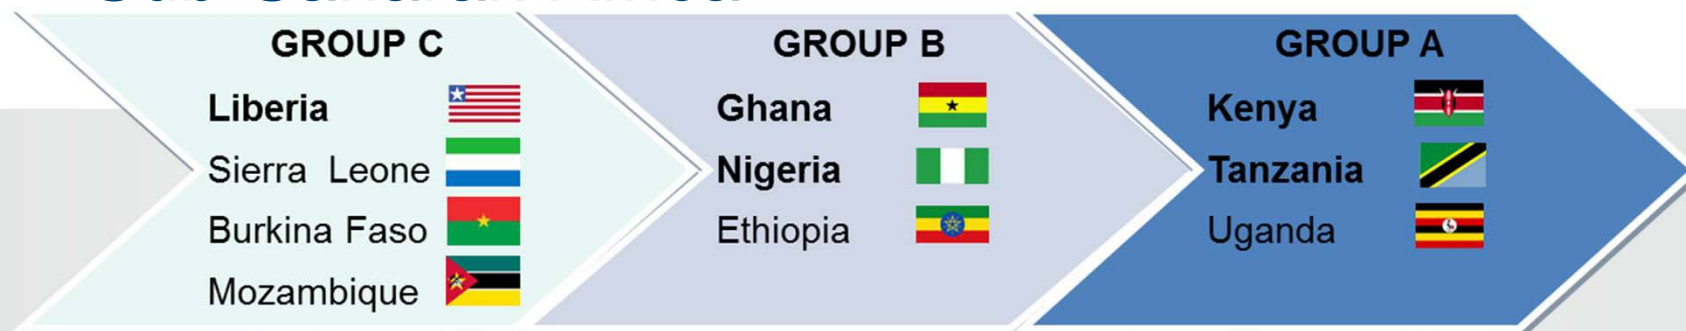 GROUP C
Liberia
Sierra Leone
Burkina Faso
Mozambique
GROUP B
Ghana
Nigeria
Ethiopia
GROUP A
Kenya
Tanzania
Uganda